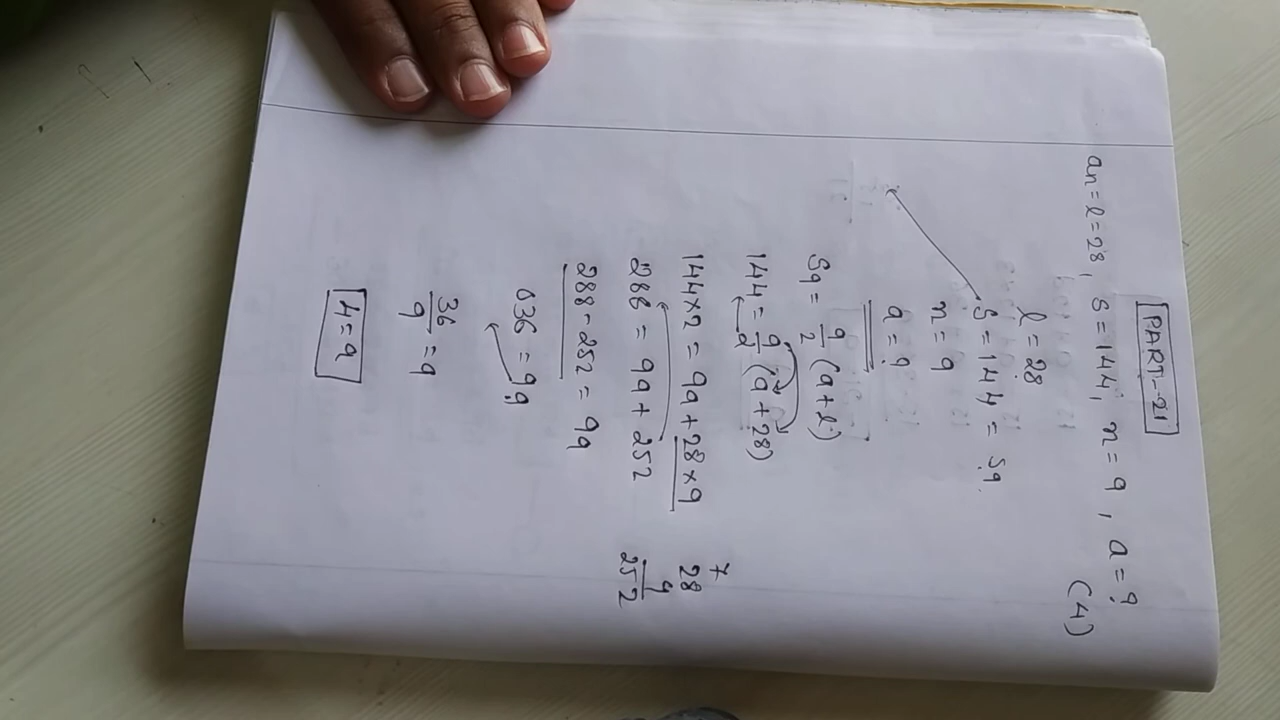 PART-21
an = l = 28, S = 144, n = 9, a = ?
(4)
l = 28
S = 144 = S9
n = 9
a = ?
S9 = 9/2 (a + l)
144 = 9/2 (a + 28)
144 × 2 = 9a + 28 × 9
288 = 9a + 252
288 - 252 = 9a
036 = 9a
36/9 = a
4 = a
7
28
9
252